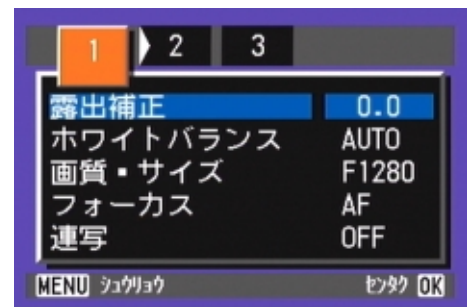 1 2 3
露出補正 0.0
ホワイトバランス AUTO
画質・サイズ F1280
フォーカス AF
連写 OFF
MENU ｼｭｳﾘｮｳ ｾﾝﾀｸ OK